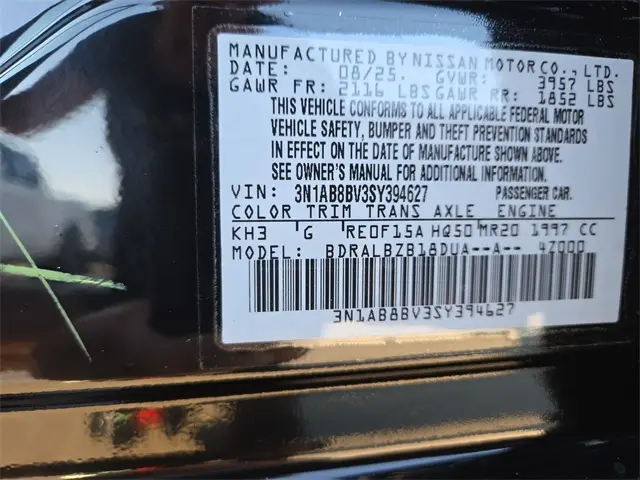 MANUFACTURED BY NISSAN MOTOR CO., LTD.
DATE: 08/25. GVWR: 3957 LBS
GAWR FR: 2116 LBS GAWR RR: 1852 LBS
THIS VEHICLE CONFORMS TO ALL APPLICABLE FEDERAL MOTOR
VEHICLE SAFETY, BUMPER AND THEFT PREVENTION STANDARDS
IN EFFECT ON THE DATE OF MANUFACTURE SHOWN ABOVE.
SEE OWNER'S MANUAL FOR ADDITIONAL INFORMATION.
VIN: 3N1AB8BV3SY394627 PASSENGER CAR.
COLOR TRIM TRANS AXLE ENGINE
KH3 G RE0F15A HQ50 MR20 1997 CC
MODEL: BDRALBZB18DUA--A-- 4Z000
3N1AB8BV3SY394627